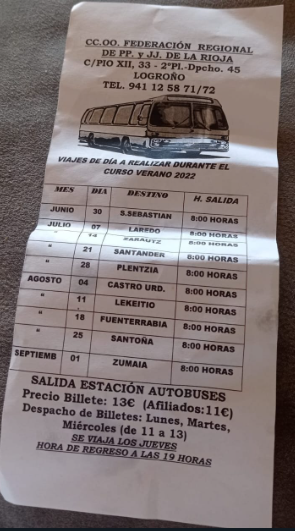 CC.OO. FEDERACIÓN REGIONAL
DE PP. y JJ. DE LA RIOJA
C/PIO XII, 33 - 2ºPl.-Dpcho. 45
LOGROÑO
TEL. 941 12 58 71/72
VIAJES DE DÍA A REALIZAR DURANTE EL
CURSO VERANO 2022
MES DIA DESTINO H. SALIDA
JUNIO 30 S.SEBASTIAN 8:00 HORAS
JULIO 07 LAREDO 8:00 HORAS
" 14 ZARAUTZ 8:00 HORAS
" 21 SANTANDER 8:00 HORAS
" 28 PLENTZIA 8:00 HORAS
AGOSTO 04 CASTRO URD. 8:00 HORAS
" 11 LEKEITIO 8:00 HORAS
" 18 FUENTERRABIA 8:00 HORAS
" 25 SANTOÑA 8:00 HORAS
SEPTIEMB 01 ZUMAIA 8:00 HORAS
SALIDA ESTACIÓN AUTOBUSES
Precio Billete: 13€ (Afiliados:11€)
Despacho de Billetes: Lunes, Martes,
Miércoles (de 11 a 13)
SE VIAJA LOS JUEVES
HORA DE REGRESO A LAS 19 HORAS